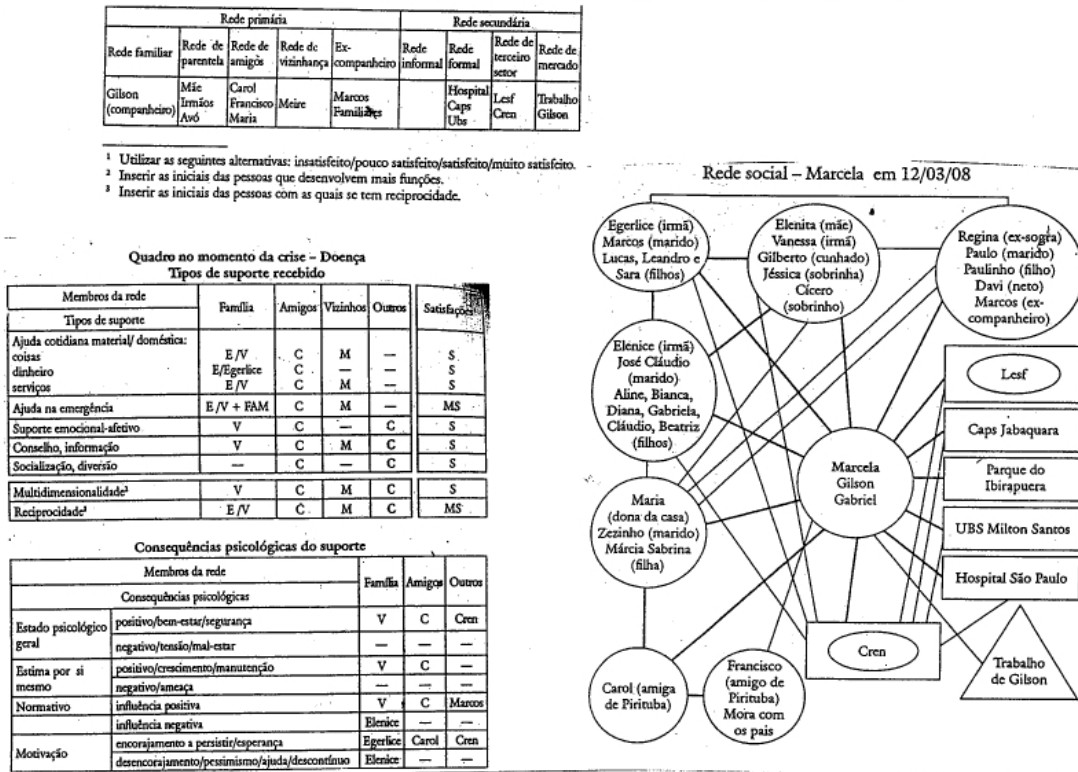 Rede primária Rede secundária
Rede familiar Rede de parentela Rede de amigos Rede de vizinhança Ex-companheiro Rede informal Rede formal Rede de terceiro setor Rede de mercado
Gilson (companheiro) Mãe Irmãos Avó Carol Francisco Maria Meire Marcos Familiares Hospital Caps Ubs Lesf Cren Trabalho Gilson
¹ Utilizar as seguintes alternativas: insatisfeito/pouco satisfeito/satisfeito/muito satisfeito.
² Inserir as iniciais das pessoas que desenvolvem mais funções.
³ Inserir as iniciais das pessoas com as quais se tem reciprocidade.
Quadro no momento da crise – Doença
Tipos de suporte recebido
Membros da rede Família Amigos Vizinhos Outros Satisfação
Tipos de suporte
Ajuda cotidiana material/ doméstica:
coisas E/V C M — S
dinheiro E/Egerlice C — — S
serviços E/V C M — S
Ajuda na emergência E/V + FAM C M — MS
Suporte emocional-afetivo V C — C S
Conselho, informação V C M C S
Socialização, diversão — C — C S
Multidimensionalidade² V C M C S
Reciprocidade³ E/V C M C MS
Consequências psicológicas do suporte
Membros da rede Família Amigos Outros
Consequências psicológicas
Estado psicológico geral positivo/bem-estar/segurança V C Cren
negativo/tensão/mal-estar — — —
Estima por si mesmo positivo/crescimento/manutenção V C —
negativo/ameaça — — —
Normativo influência positiva V C Marcos
influência negativa Elenice — —
Motivação encorajamento a persistir/esperança Egerlice Carol Cren
desencorajamento/pessimismo/ajuda/descontínuo Elenice — —
Rede social – Marcela em 12/03/08
Egerlice (irmã)
Marcos (marido)
Lucas, Leandro e
Sara (filhos)
Elenita (mãe)
Vanessa (irmã)
Gilberto (cunhado)
Jéssica (sobrinha)
Cícero
(sobrinho)
Regina (ex-sogra)
Paulo (marido)
Paulinho (filho)
Davi (neto)
Marcos (ex-
companheiro)
Elenice (irmã)
José Cláudio
(marido)
Aline, Bianca,
Diana, Gabriela,
Cláudio, Beatriz
(filhos)
Lesf
Caps Jabaquara
Parque do
Ibirapuera
UBS Milton Santos
Hospital São Paulo
Marcela
Gilson
Gabriel
Maria
(dona da casa)
Zezinho (marido)
Márcia Sabrina
(filha)
Cren
Trabalho
de Gilson
Carol (amiga
de Pirituba)
Francisco
(amigo de
Pirituba)
Mora com
os pais